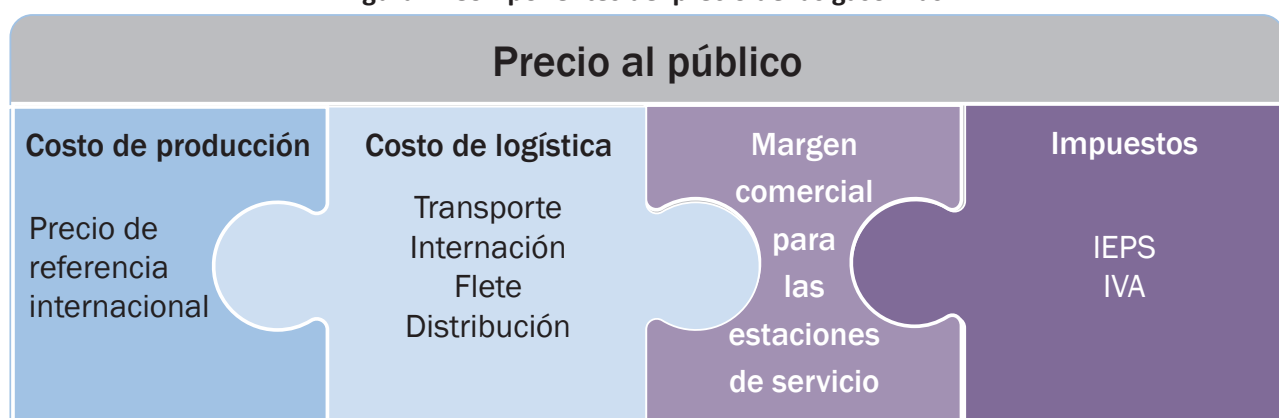 Precio al público
Costo de producción
Precio de
referencia
internacional
Costo de logística
Transporte
Internación
Flete
Distribución
Margen
comercial
para
las
estaciones
de servicio
Impuestos
IEPS
IVA